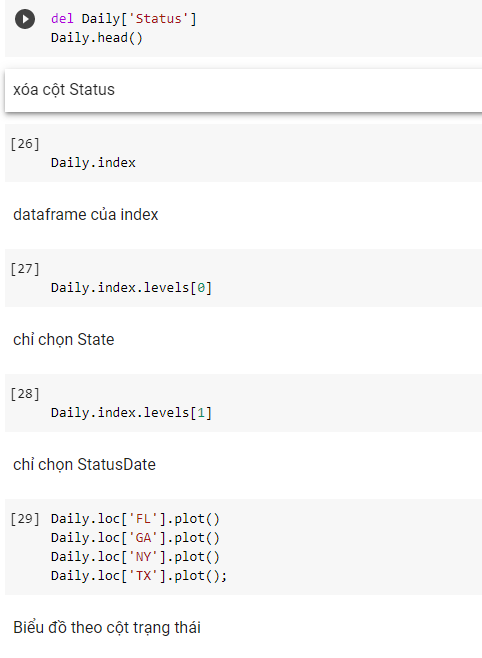 del Daily['Status']
Daily.head()
xóa cột Status
[26]
Daily.index
dataframe của index
[27]
Daily.index.levels[0]
chỉ chọn State
[28]
Daily.index.levels[1]
chỉ chọn StatusDate
[29] Daily.loc['FL'].plot()
Daily.loc['GA'].plot()
Daily.loc['NY'].plot()
Daily.loc['TX'].plot();
Biểu đồ theo cột trạng thái